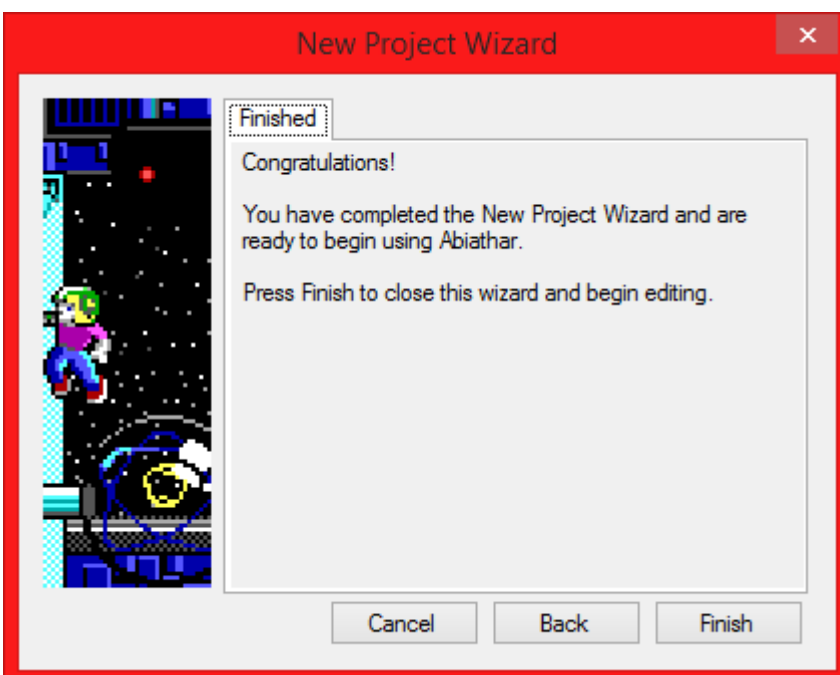 New Project Wizard
×
Finished
Congratulations!
You have completed the New Project Wizard and are
ready to begin using Abiathar.
Press Finish to close this wizard and begin editing.
Cancel
Back
Finish